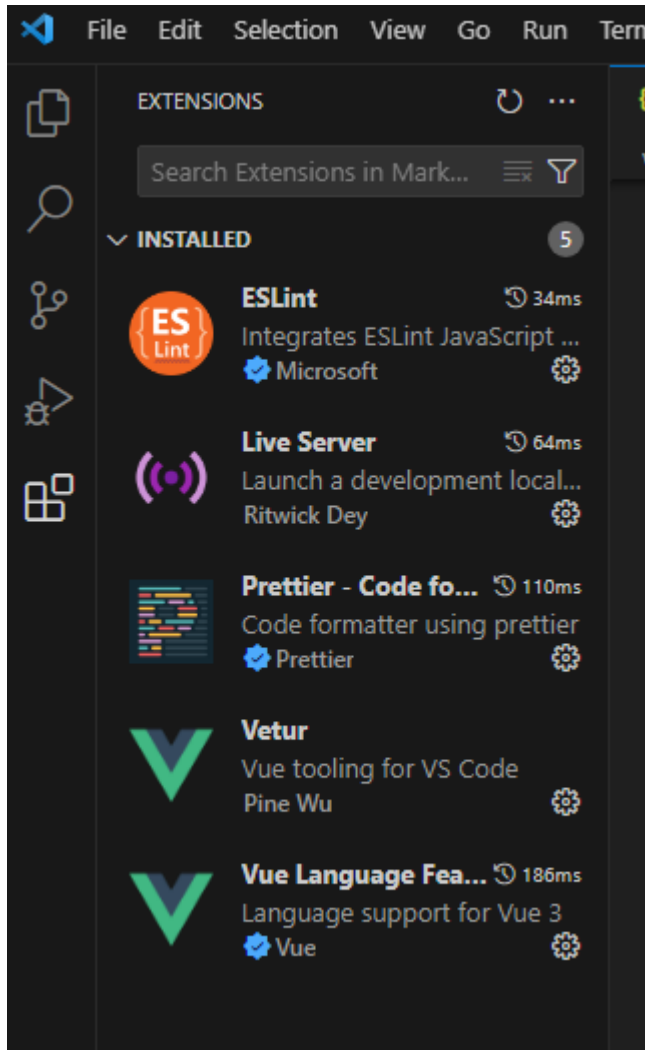 File Edit Selection View Go Run Tern
EXTENSIONS
Search Extensions in Mark...
INSTALLED 5
ES
Lint
ESLint 34ms
Integrates ESLint JavaScript ...
Microsoft
Live Server 64ms
Launch a development local...
Ritwick Dey
Prettier - Code fo... 110ms
Code formatter using prettier
Prettier
Vetur
Vue tooling for VS Code
Pine Wu
Vue Language Fea... 186ms
Language support for Vue 3
Vue